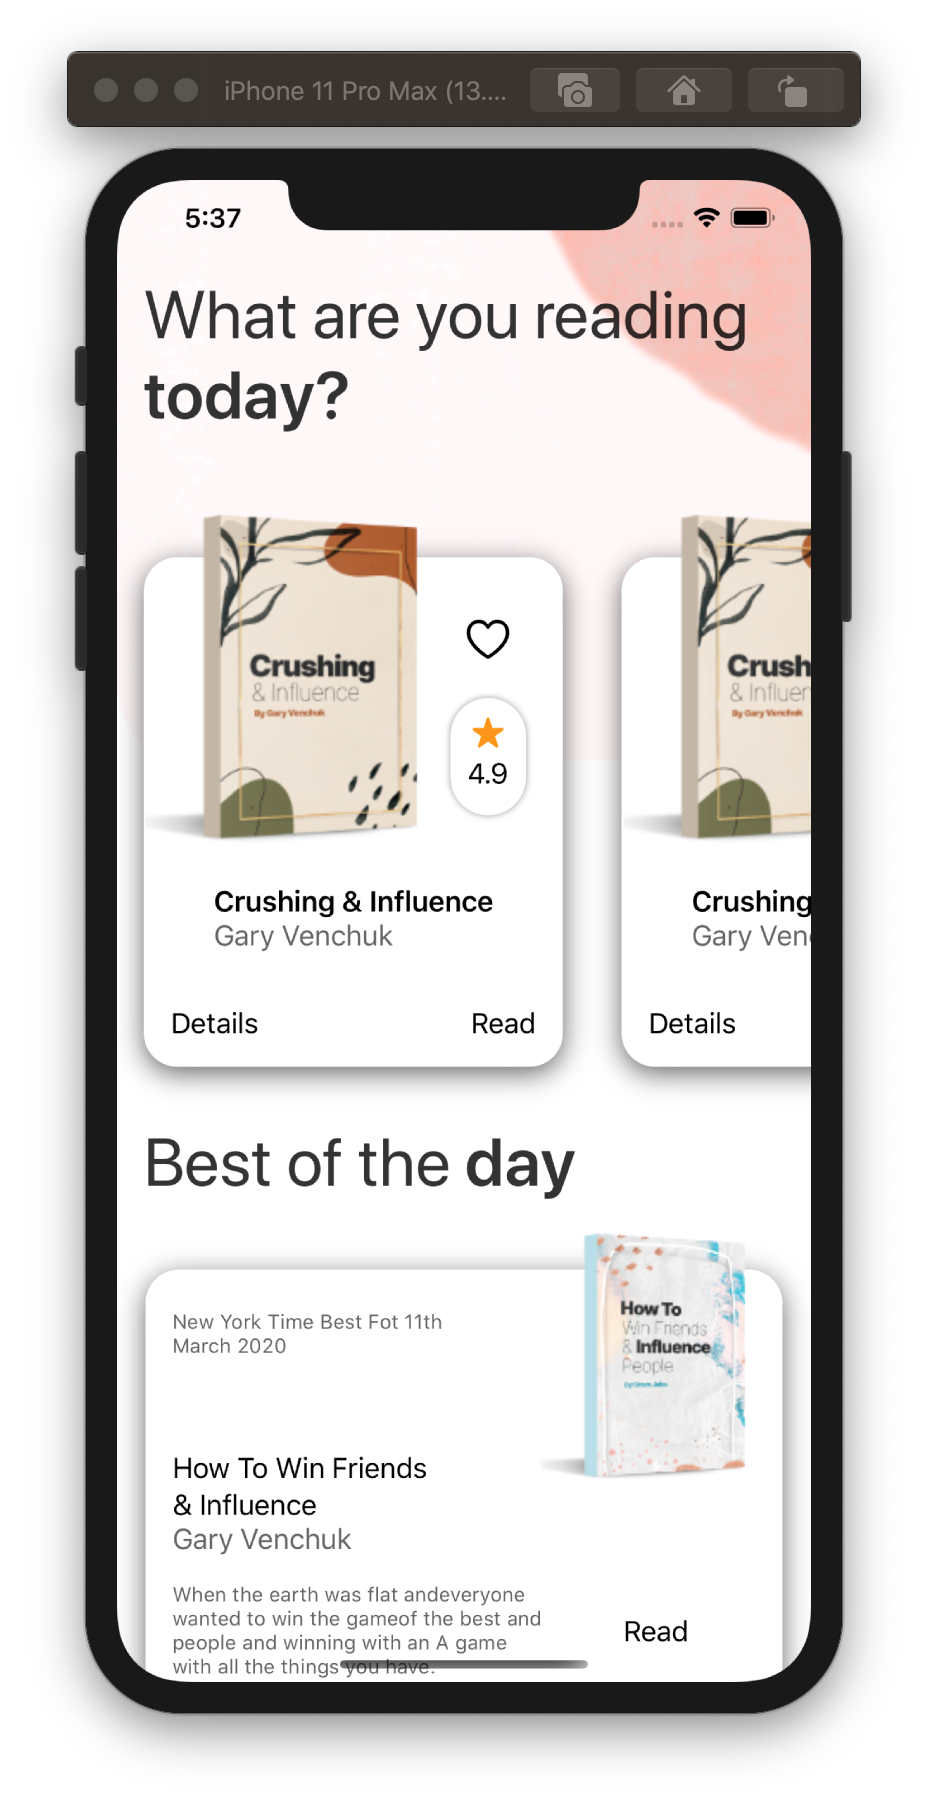 iPhone 11 Pro Max (13....
5:37
What are you reading
today?
Crushing
& Influence
By Gary Venchuk
4.9
Crushing & Influence
Gary Venchuk
Details
Read
Crush
& Influer
By Gary Venchuk
Crushing
Gary Ven
Details
Best of the day
New York Time Best Fot 11th
March 2020
How To
Win Friends
& Influence
People
How To Win Friends
& Influence
Gary Venchuk
When the earth was flat andeveryone
wanted to win the gameof the best and
people and winning with an A game
with all the things you have.
Read